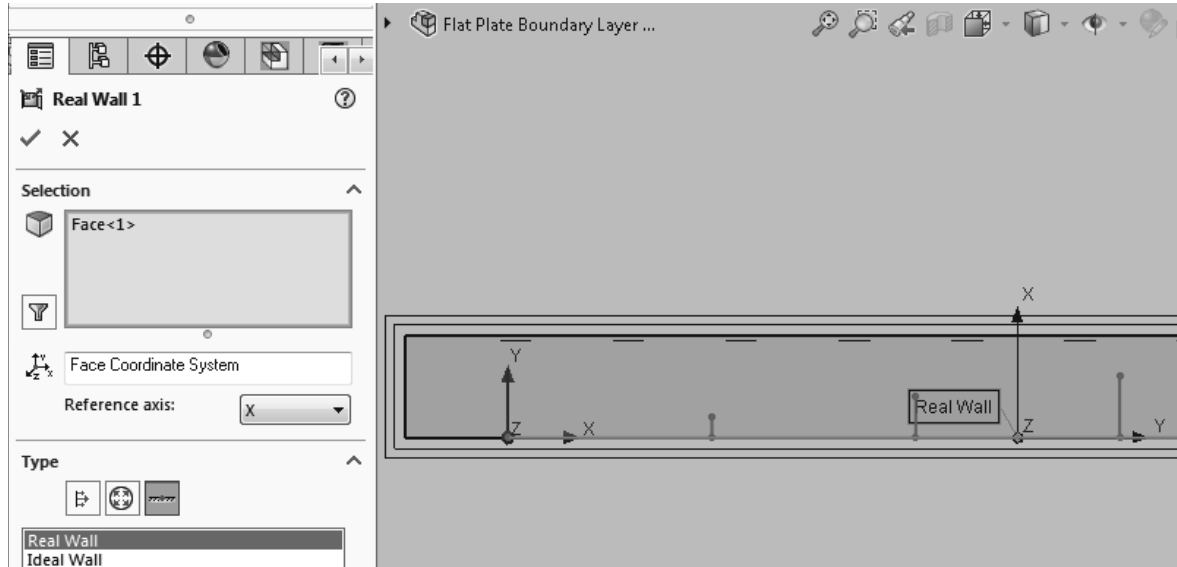 Flat Plate Boundary Layer ...
Real Wall 1
Selection
Face<1>
Face Coordinate System
Reference axis:
X
Type
Real Wall
Ideal Wall
X
Y
Real Wall
Z
X
Z
Y